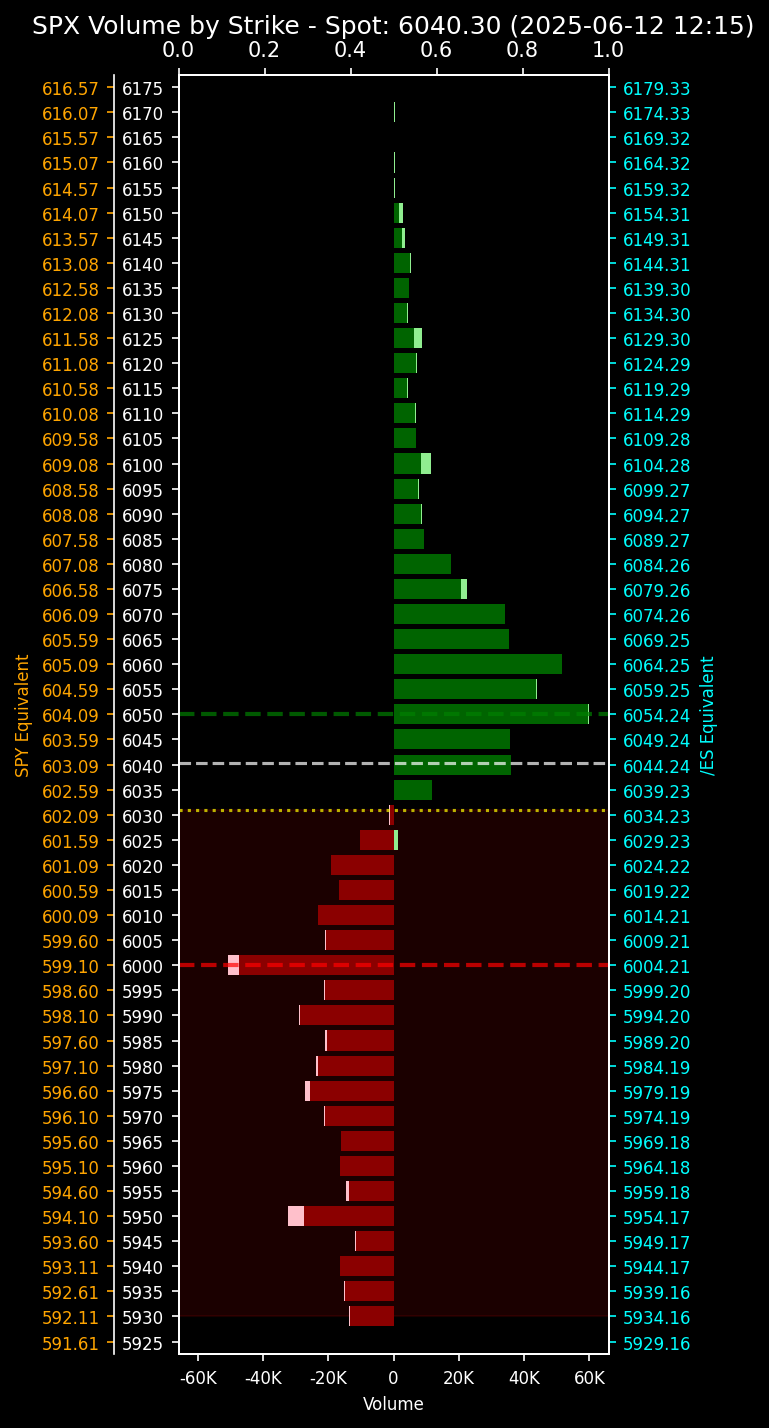 SPX Volume by Strike - Spot: 6040.30 (2025-06-12 12:15)
0.0 0.2 0.4 0.6 0.8 1.0
616.57 6175 6179.33
616.07 6170 6174.33
615.57 6165 6169.32
615.07 6160 6164.32
614.57 6155 6159.32
614.07 6150 6154.31
613.57 6145 6149.31
613.08 6140 6144.31
612.58 6135 6139.30
612.08 6130 6134.30
611.58 6125 6129.30
611.08 6120 6124.29
610.58 6115 6119.29
610.08 6110 6114.29
609.58 6105 6109.28
609.08 6100 6104.28
608.58 6095 6099.27
608.08 6090 6094.27
607.58 6085 6089.27
607.08 6080 6084.26
606.58 6075 6079.26
606.09 6070 6074.26
605.59 6065 6069.25
605.09 6060 6064.25
604.59 6055 6059.25
604.09 6050 6054.24
603.59 6045 6049.24
603.09 6040 6044.24
602.59 6035 6039.23
602.09 6030 6034.23
601.59 6025 6029.23
601.09 6020 6024.22
600.59 6015 6019.22
600.09 6010 6014.21
599.60 6005 6009.21
599.10 6000 6004.21
598.60 5995 5999.20
598.10 5990 5994.20
597.60 5985 5989.20
597.10 5980 5984.19
596.60 5975 5979.19
596.10 5970 5974.19
595.60 5965 5969.18
595.10 5960 5964.18
594.60 5955 5959.18
594.10 5950 5954.17
593.60 5945 5949.17
593.11 5940 5944.17
592.61 5935 5939.16
592.11 5930 5934.16
591.61 5925 5929.16
SPY Equivalent
/ES Equivalent
-60K -40K -20K 0 20K 40K 60K
Volume